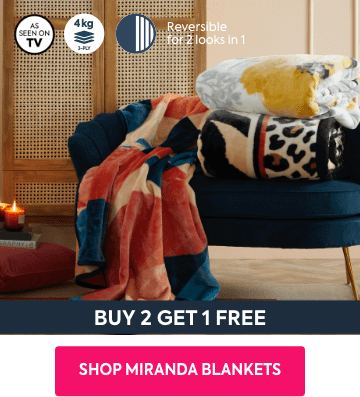 AS
SEEN ON
TV
4kg
2-PLY
Reversible
for 2 looks in 1
BUY 2 GET 1 FREE
SHOP MIRANDA BLANKETS